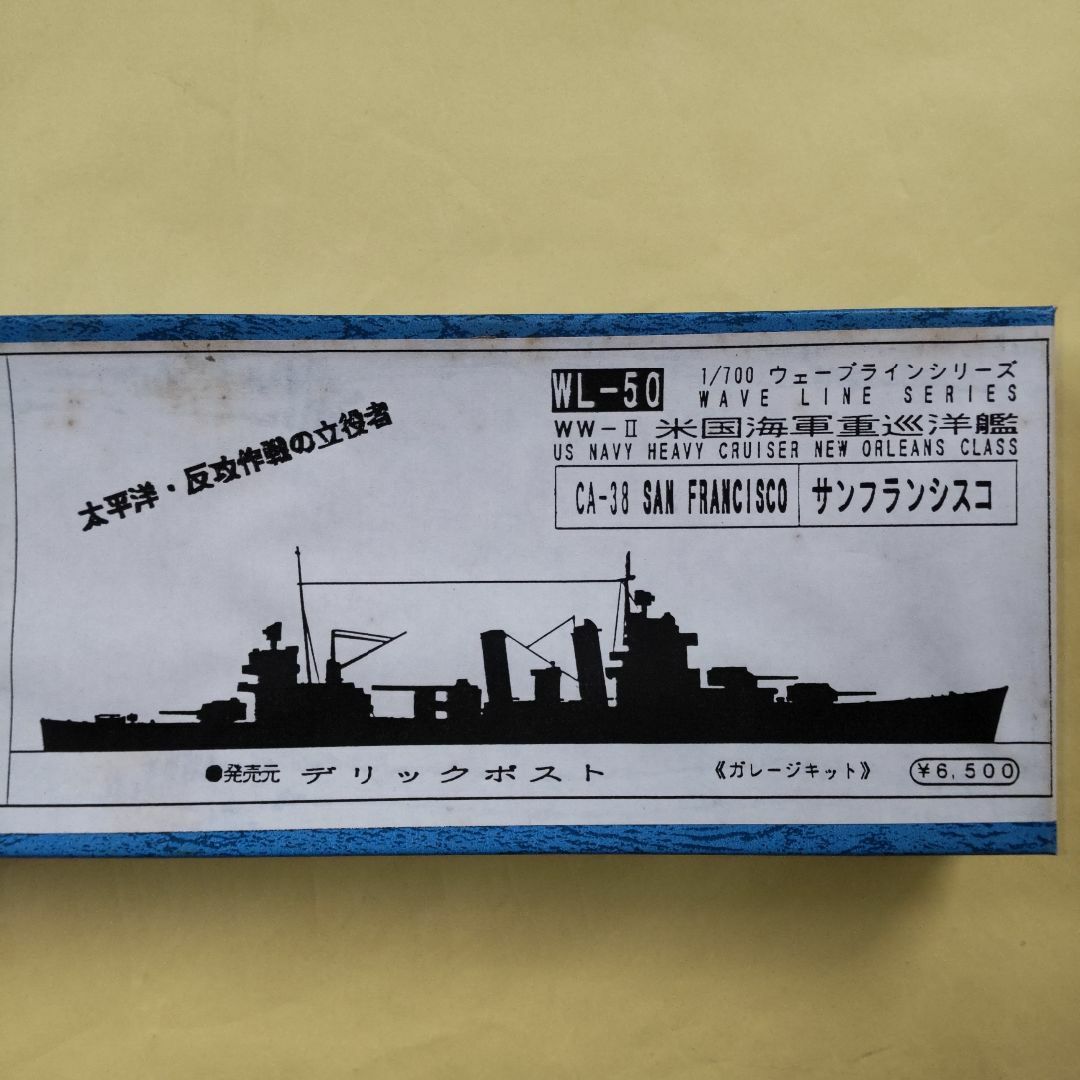 WL-50 1/700 ウェーブラインシリーズ
WAVE LINE SERIES
WW-Ⅱ 米国海軍重巡洋艦
US NAVY HEAVY CRUISER NEW ORLEANS CLASS
CA-38 SAN FRANCISCO サンフランシスコ
太平洋・反攻作戦の立役者
●発売元 デリックポスト 《ガレージキット》 ¥6,500